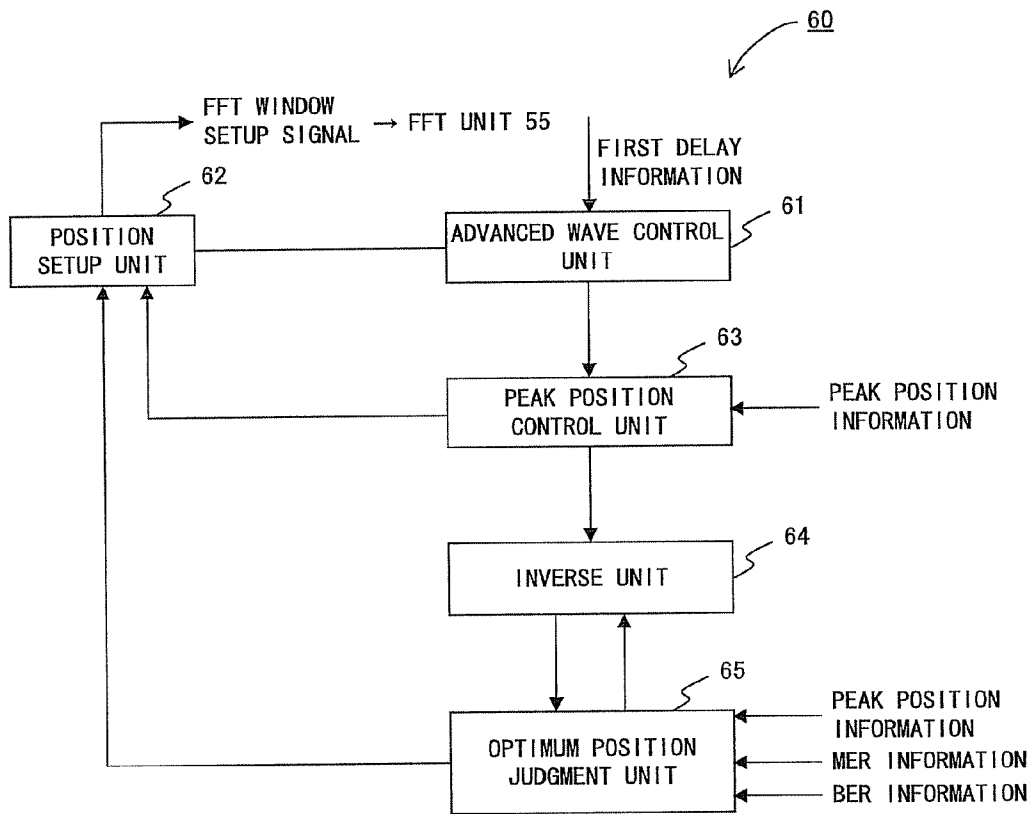 60
FFT WINDOW
SETUP SIGNAL → FFT UNIT 55
FIRST DELAY
INFORMATION
62
POSITION
SETUP UNIT
61
ADVANCED WAVE CONTROL
UNIT
63
PEAK POSITION
CONTROL UNIT
PEAK POSITION
INFORMATION
64
INVERSE UNIT
65
OPTIMUM POSITION
JUDGMENT UNIT
PEAK POSITION
INFORMATION
MER INFORMATION
BER INFORMATION